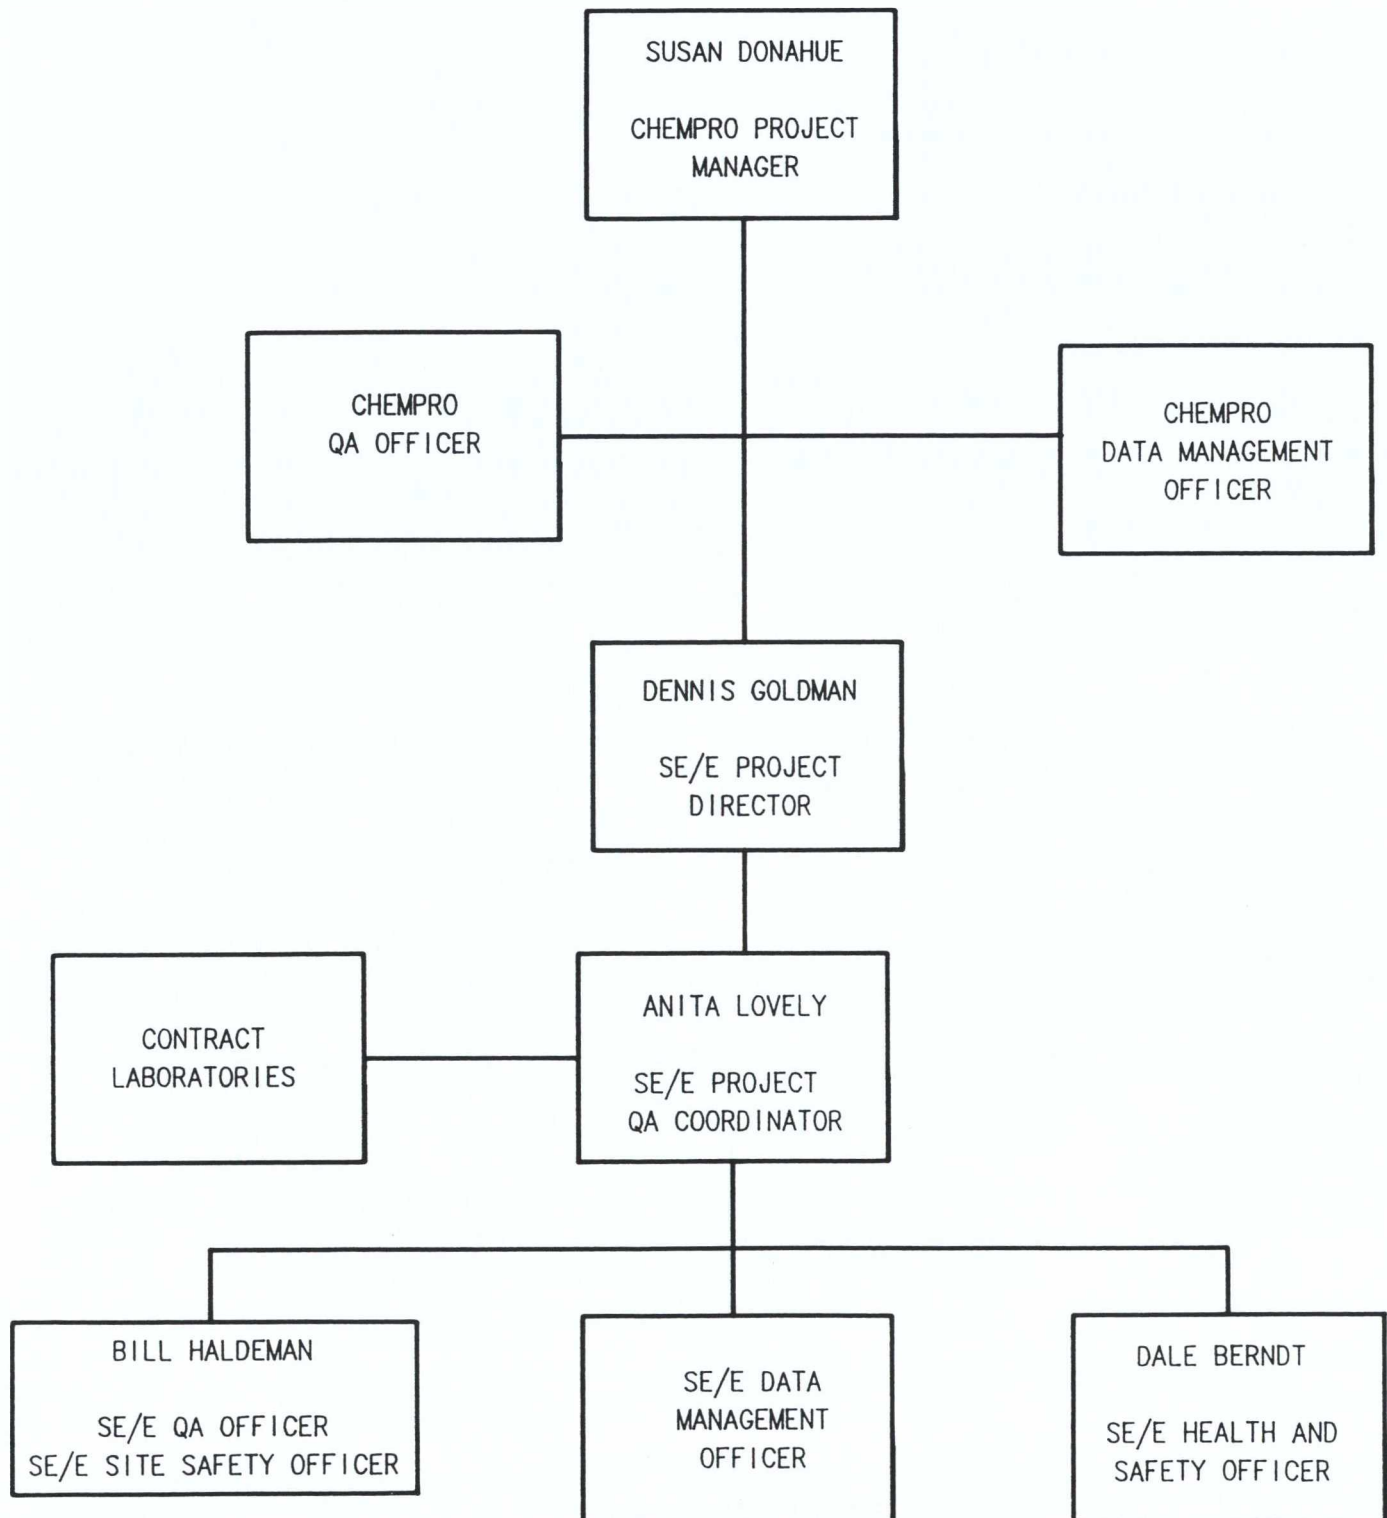 SUSAN DONAHUE
CHEMPRO PROJECT
MANAGER
CHEMPRO
QA OFFICER
CHEMPRO
DATA MANAGEMENT
OFFICER
DENNIS GOLDMAN
SE/E PROJECT
DIRECTOR
CONTRACT
LABORATORIES
ANITA LOVELY
SE/E PROJECT
QA COORDINATOR
BILL HALDEMAN
SE/E QA OFFICER
SE/E SITE SAFETY OFFICER
SE/E DATA
MANAGEMENT
OFFICER
DALE BERNDT
SE/E HEALTH AND
SAFETY OFFICER